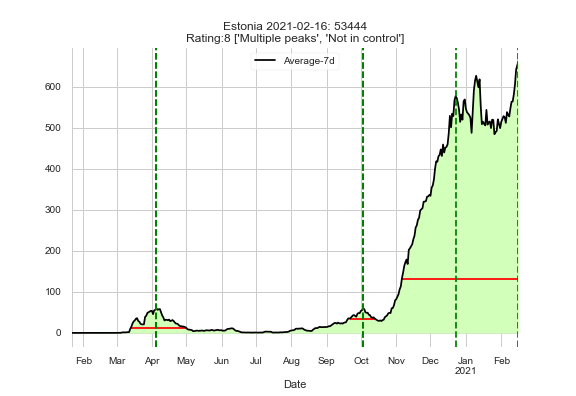 Estonia 2021-02-16: 53444
Rating:8 ['Multiple peaks', 'Not in control']
Average-7d
600
500
400
300
200
100
0
Feb Mar Apr May Jun Jul Aug Sep Oct Nov Dec Jan Feb
2021
Date